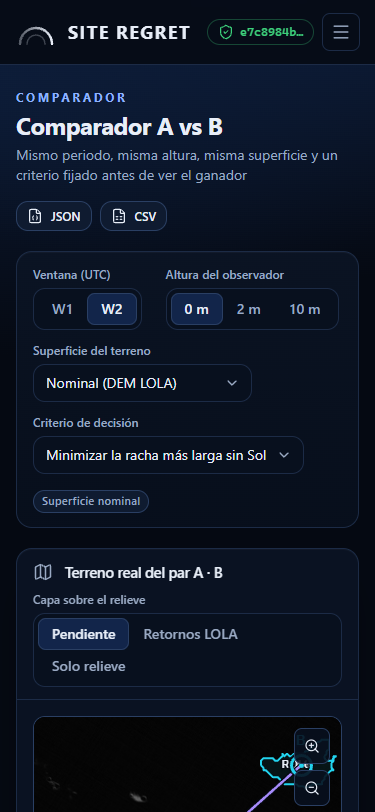 SITE REGRET
e7c8984b...
COMPARADOR
Comparador A vs B
Mismo periodo, misma altura, misma superficie y un
criterio fijado antes de ver el ganador
JSON
CSV
Ventana (UTC)
Altura del observador
W1
W2
0 m
2 m
10 m
Superficie del terreno
Nominal (DEM LOLA)
Criterio de decisión
Minimizar la racha más larga sin Sol
Superficie nominal
Terreno real del par A · B
Capa sobre el relieve
Pendiente
Retornos LOLA
Solo relieve